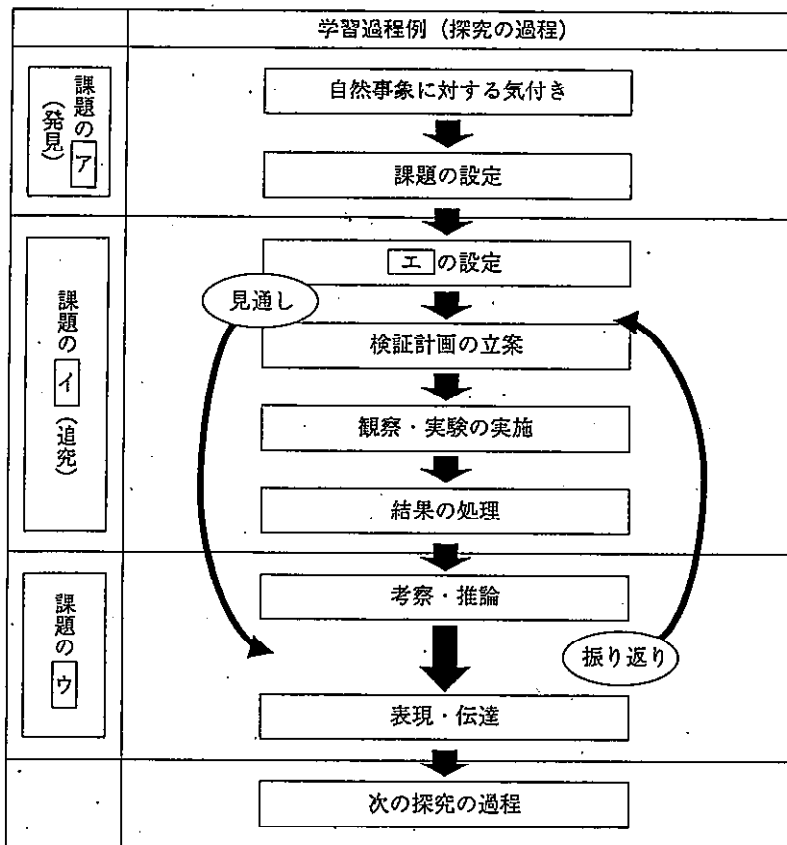 学習過程例(探究の過程)
課題の ア
(発見)
自然事象に対する気付き
課題の設定
課題の イ (追究)
エ の設定
見通し
検証計画の立案
観察・実験の実施
結果の処理
課題の ウ
考察・推論
振り返り
表現・伝達
次の探究の過程